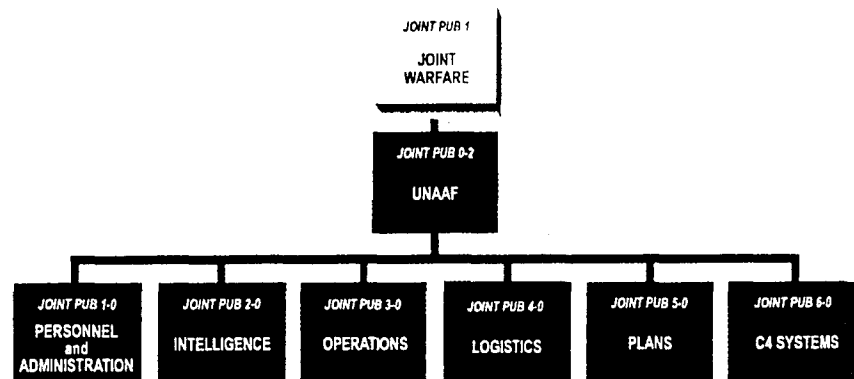 JOINT PUB 1
JOINT
WARFARE
JOINT PUB 0-2
UNAAF
JOINT PUB 1-0
PERSONNEL
and
ADMINISTRATION
JOINT PUB 2-0
INTELLIGENCE
JOINT PUB 3-0
OPERATIONS
JOINT PUB 4-0
LOGISTICS
JOINT PUB 5-0
PLANS
JOINT PUB 6-0
C4 SYSTEMS